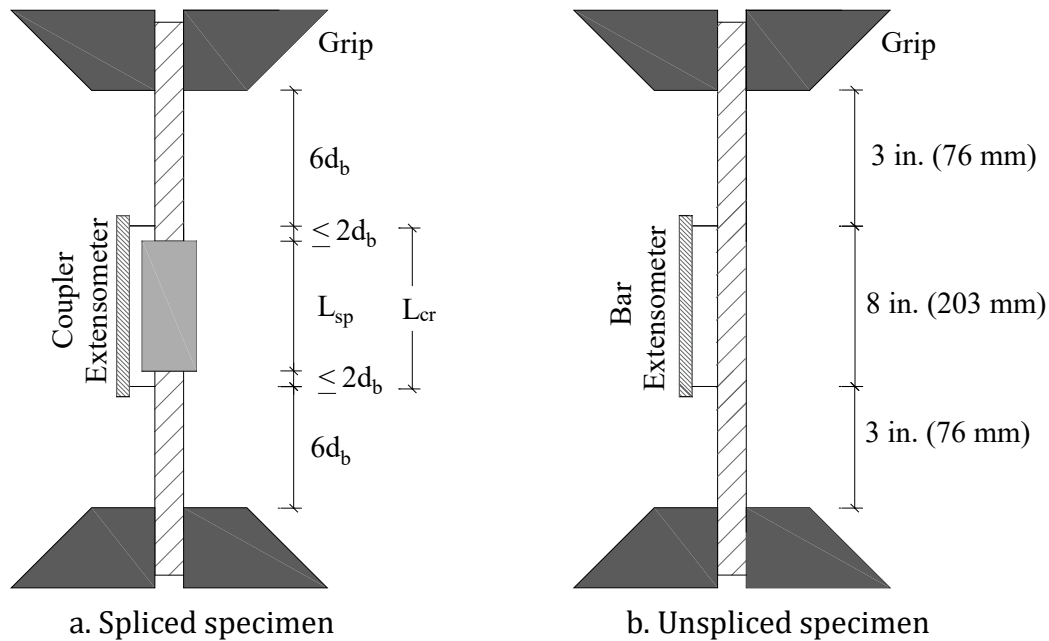 Grip
6d_b
≤ 2d_b
L_sp
L_cr
≤ 2d_b
6d_b
Coupler
Extensometer
a. Spliced specimen
Grip
3 in. (76 mm)
8 in. (203 mm)
3 in. (76 mm)
Bar
Extensometer
b. Unspliced specimen